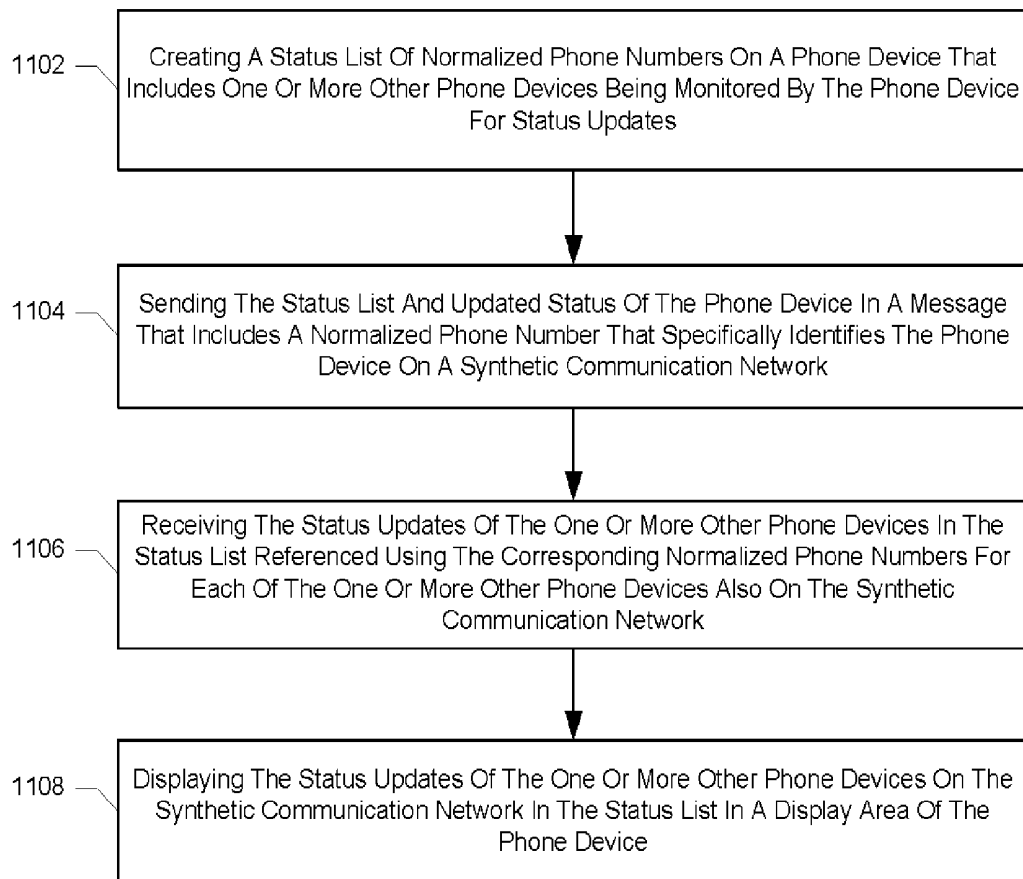 1102
Creating A Status List Of Normalized Phone Numbers On A Phone Device That
Includes One Or More Other Phone Devices Being Monitored By The Phone Device
For Status Updates
1104
Sending The Status List And Updated Status Of The Phone Device In A Message
That Includes A Normalized Phone Number That Specifically Identifies The Phone
Device On A Synthetic Communication Network
1106
Receiving The Status Updates Of The One Or More Other Phone Devices In The
Status List Referenced Using The Corresponding Normalized Phone Numbers For
Each Of The One Or More Other Phone Devices Also On The Synthetic
Communication Network
1108
Displaying The Status Updates Of The One Or More Other Phone Devices On The
Synthetic Communication Network In The Status List In A Display Area Of The
Phone Device